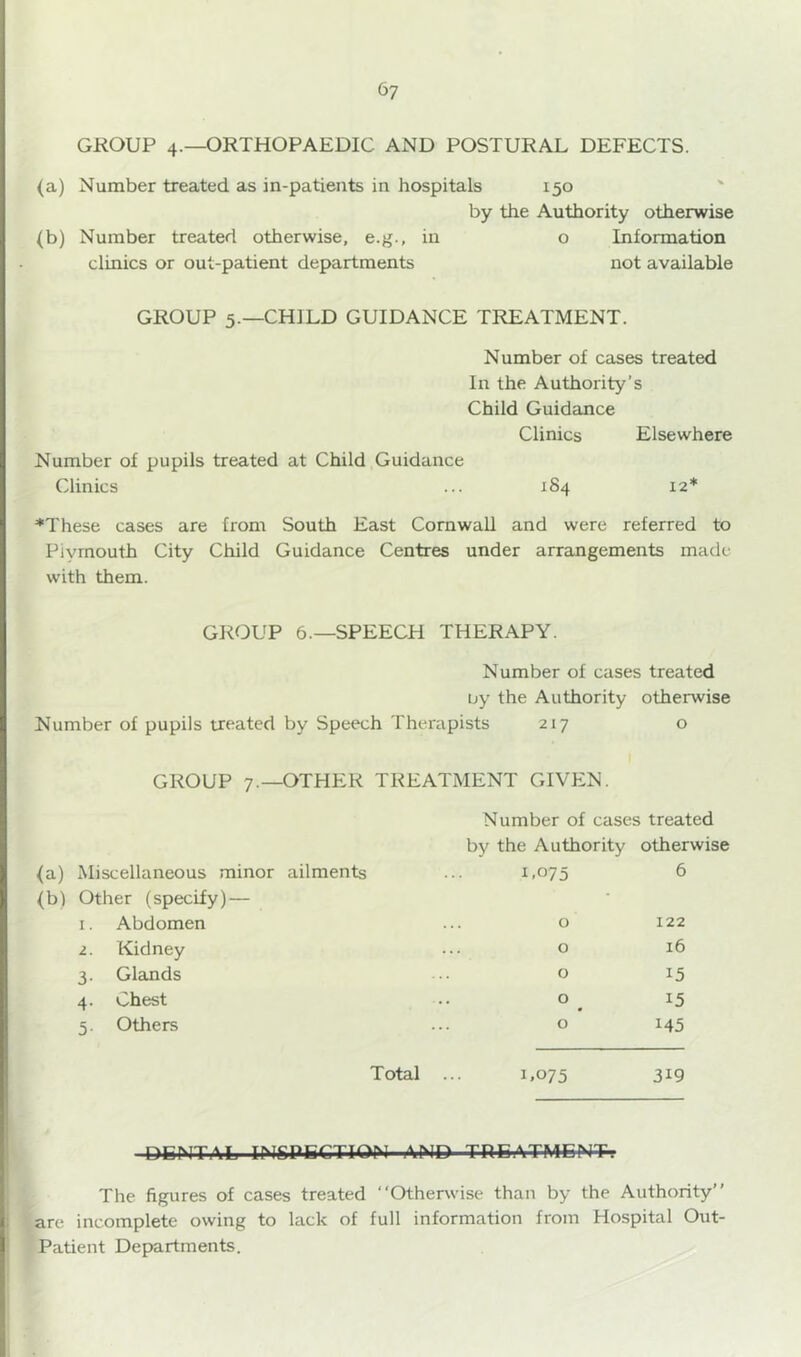 67
GROUP 4.—ORTHOPAEDIC AND POSTURAL DEFECTS.
(a) Number treated as in-patients in hospitals 150
by the Authority otherwise
(b) Number treated otherwise, e.g., in o Information
clinics or out-patient departments not available
GROUP 5.—CHILD GUIDANCE TREATMENT.
Number of cases treated
In the Authority's
Child Guidance
Clinics Elsewhere
Number of pupils treated at Child Guidance
Clinics ... 184 12*
*These cases are from South East Cornwall and were referred to
Plymouth City Child Guidance Centres under arrangements made
with them.
GROUP 6.—SPEECH THERAPY.
Number of cases treated
by the Authority otherwise
Number of pupils treated by Speech Therapists 217 o
GROUP 7.—OTHER TREATMENT GIVEN.
Number of cases treated
by the Authority otherwise
(a) Miscellaneous minor ailments ... 1,075 6
(b) Other (specify)—
1. Abdomen ... o 122
2. Kidney ... o 16
3. Glands ... o 15
4. Chest .. o 15
5. Others ... o 145
Total ... 1,075 319
DENTAL INSPECTION AND TREATMENT.
The figures of cases treated "Otherwise than by the Authority"
are incomplete owing to lack of full information from Hospital Out-
Patient Departments.